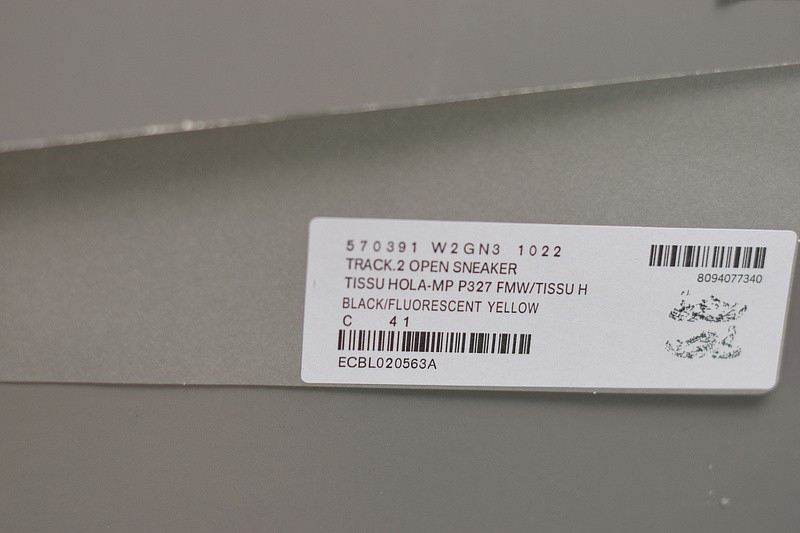 570391 W2GN3 1022
TRACK.2 OPEN SNEAKER
TISSU HOLA-MP P327 FMW/TISSU H
BLACK/FLUORESCENT YELLOW
C 41
ECBL020563A
8094077340